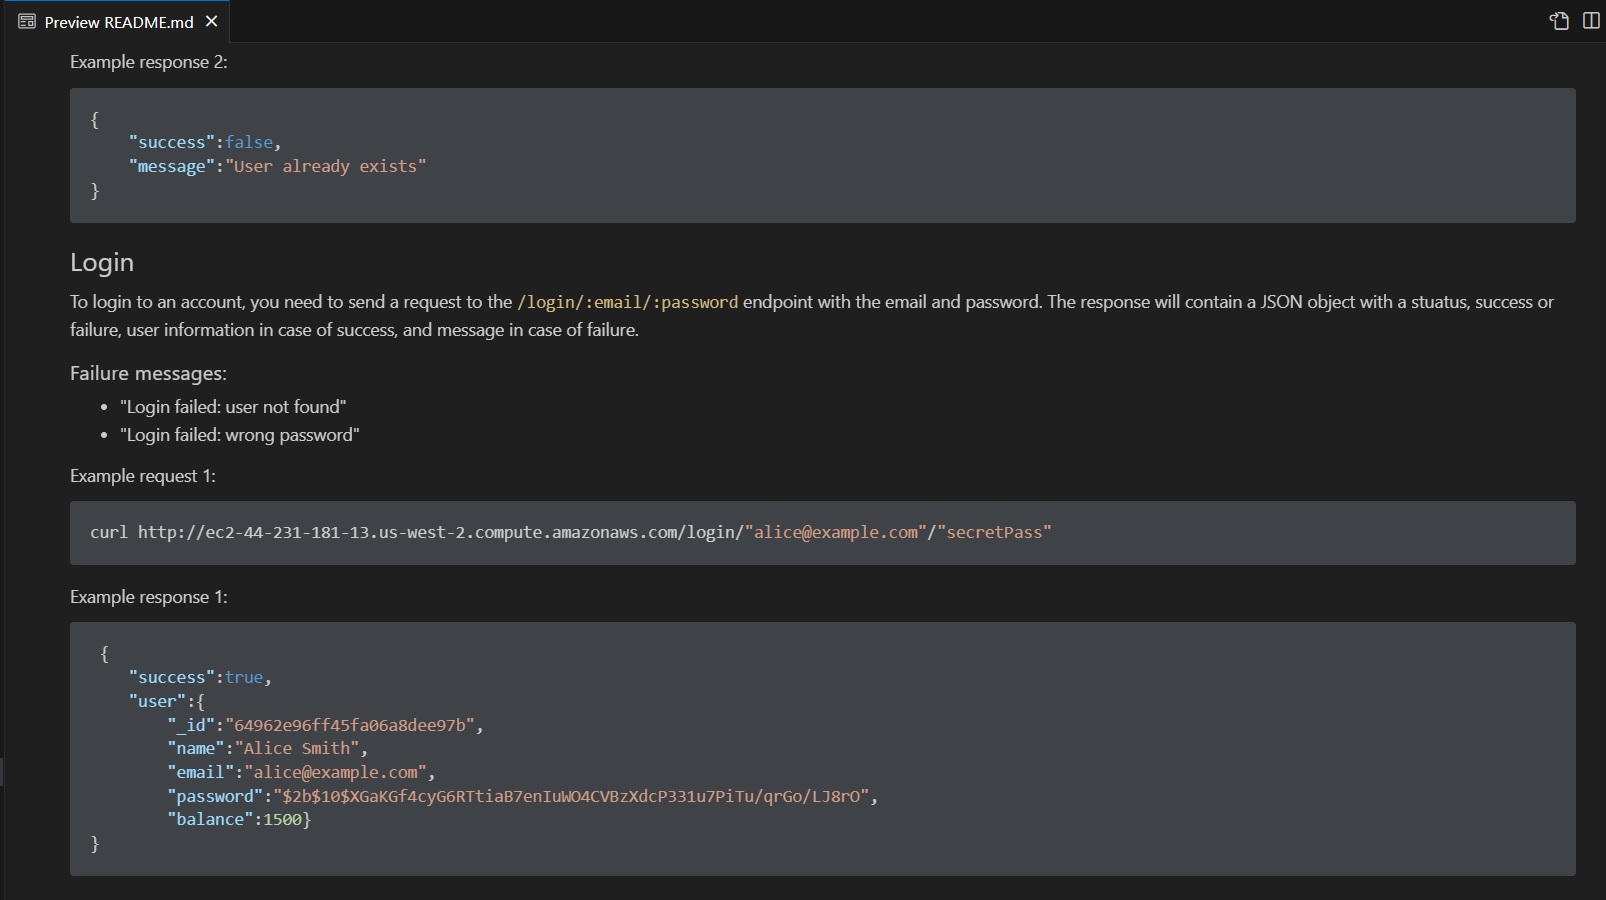 Preview README.md
Example response 2:
{
"success":false,
"message":"User already exists"
}
Login
To login to an account, you need to send a request to the /login/:email/:password endpoint with the email and password. The response will contain a JSON object with a stuatus, success or
failure, user information in case of success, and message in case of failure.
Failure messages:
• "Login failed: user not found"
• "Login failed: wrong password"
Example request 1:
curl http://ec2-44-231-181-13.us-west-2.compute.amazonaws.com/login/"alice@example.com"/"secretPass"
Example response 1:
{
"success":true,
"user":{
"_id":"64962e96ff45fa06a8dee97b",
"name":"Alice Smith",
"email":"alice@example.com",
"password":"$2b$10$XGaKGf4cyG6RTtiaB7enIuWO4CVBzXdcP331u7PiTu/qrGo/LJ8rO",
"balance":1500}
}